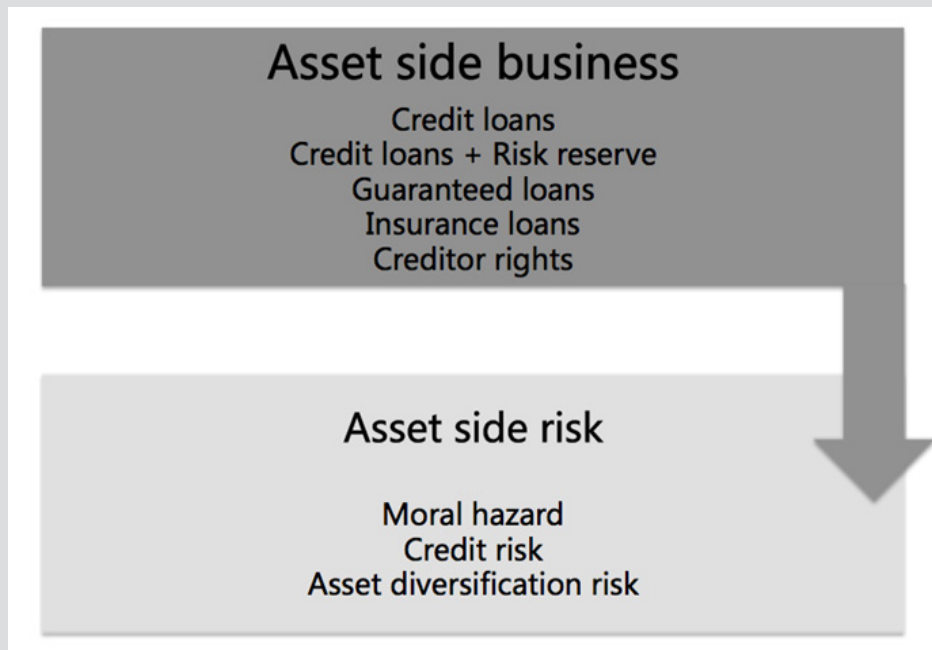 Asset side business
Credit loans
Credit loans + Risk reserve
Guaranteed loans
Insurance loans
Creditor rights
Asset side risk
Moral hazard
Credit risk
Asset diversification risk